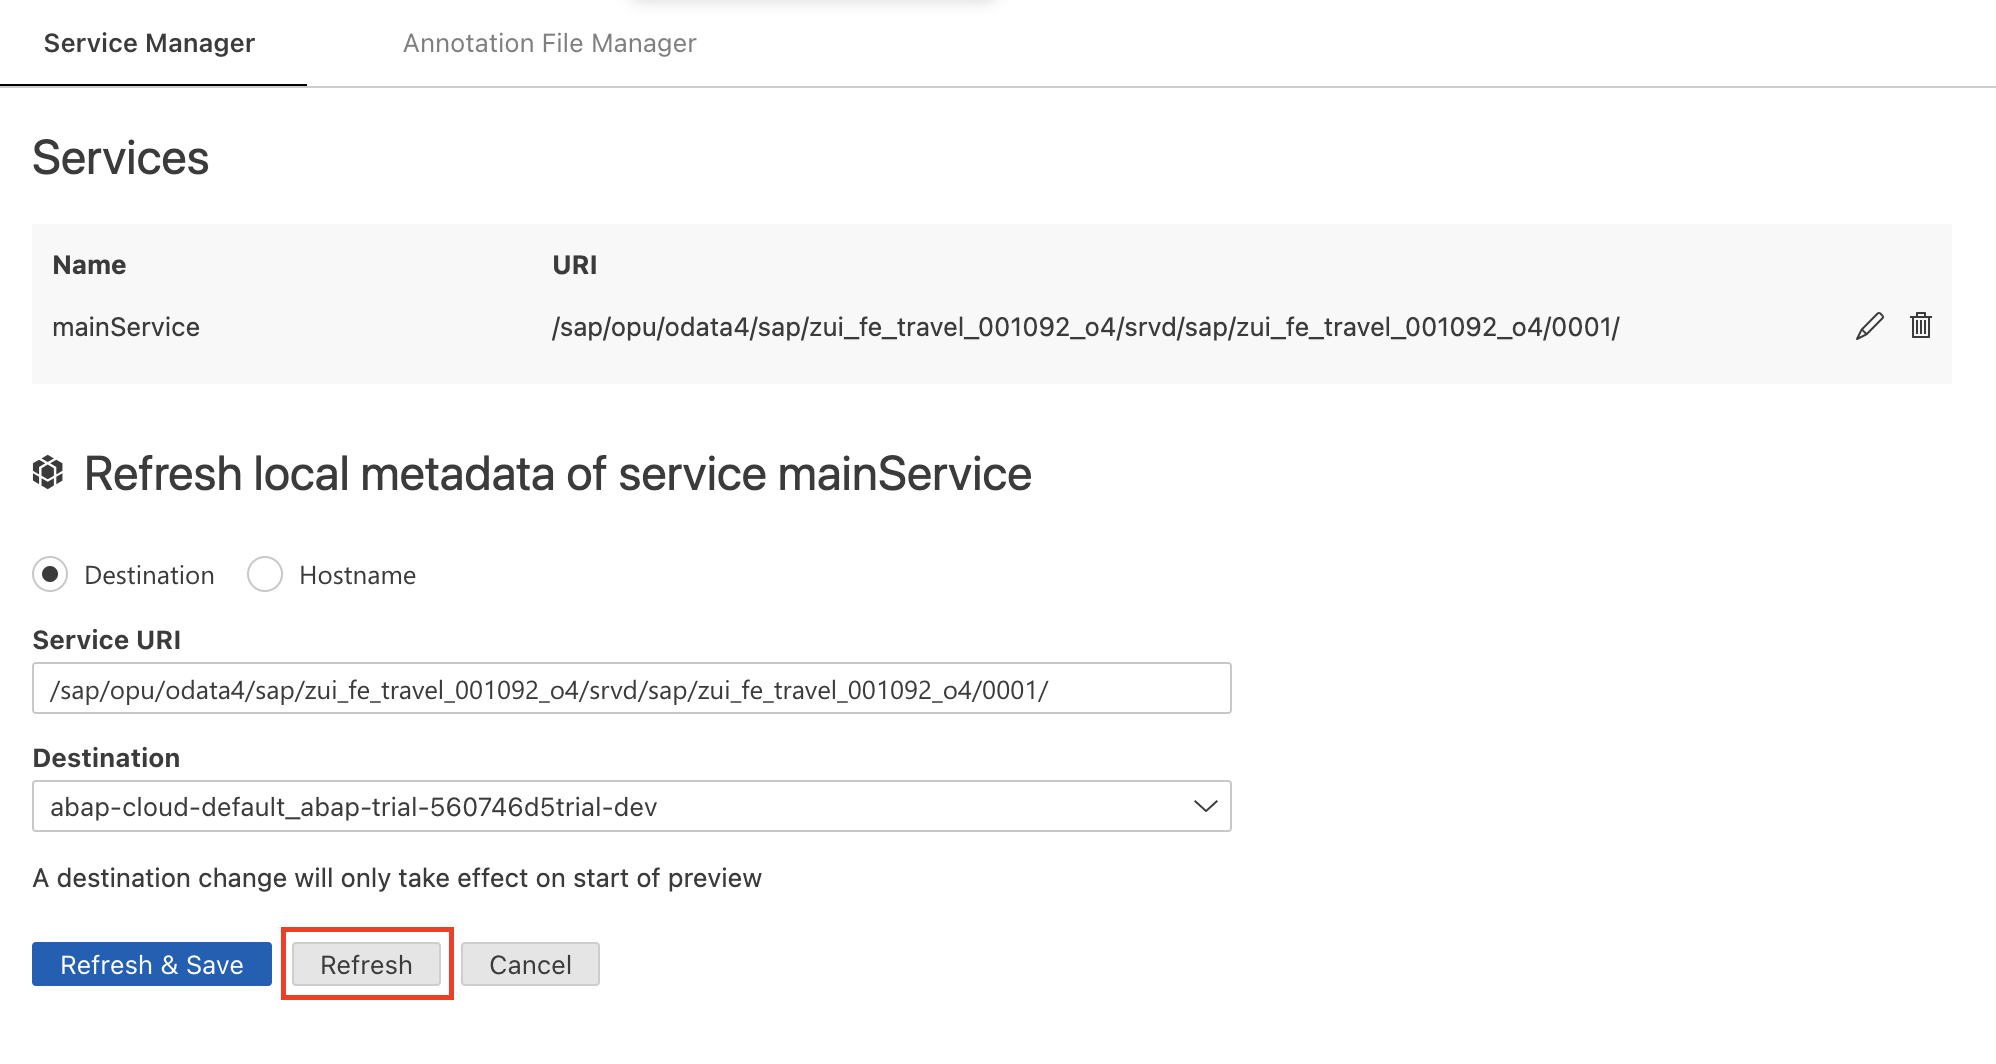 Service Manager Annotation File Manager
Services
Name URI
mainService /sap/opu/odata4/sap/zui_fe_travel_001092_o4/srvd/sap/zui_fe_travel_001092_o4/0001/
Refresh local metadata of service mainService
Destination Hostname
Service URI
/sap/opu/odata4/sap/zui_fe_travel_001092_o4/srvd/sap/zui_fe_travel_001092_o4/0001/
Destination
abap-cloud-default_abap-trial-560746d5trial-dev
A destination change will only take effect on start of preview
Refresh & Save Refresh Cancel